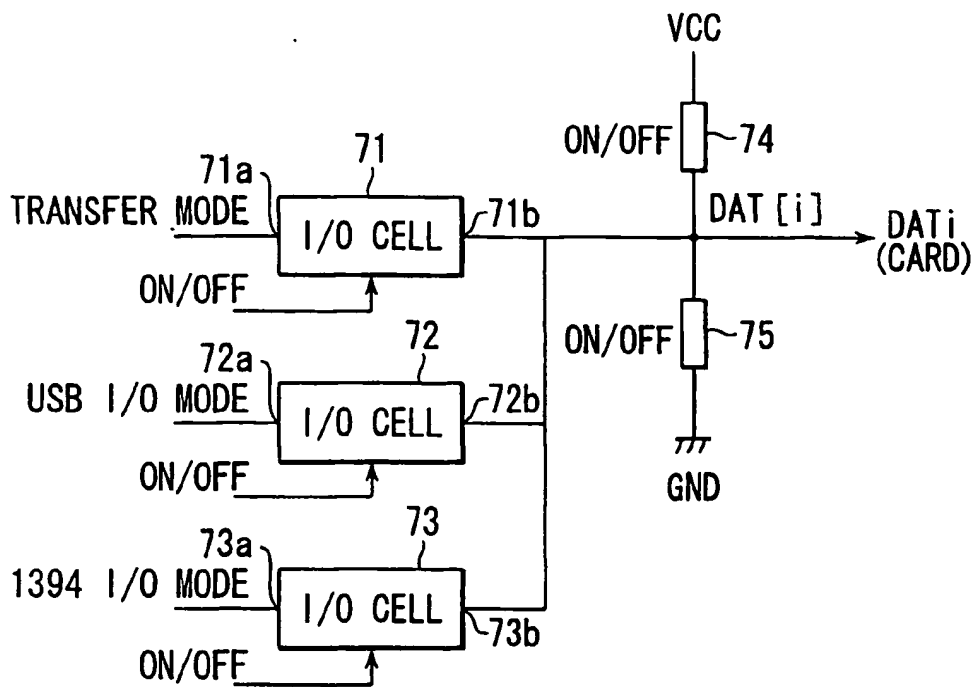 VCC
ON/OFF
74
71
71a
TRANSFER MODE
I/O CELL
71b
DAT [i]
DATi
(CARD)
ON/OFF
ON/OFF
75
72
72a
USB I/O MODE
I/O CELL
72b
ON/OFF
GND
73
73a
1394 I/O MODE
I/O CELL
73b
ON/OFF